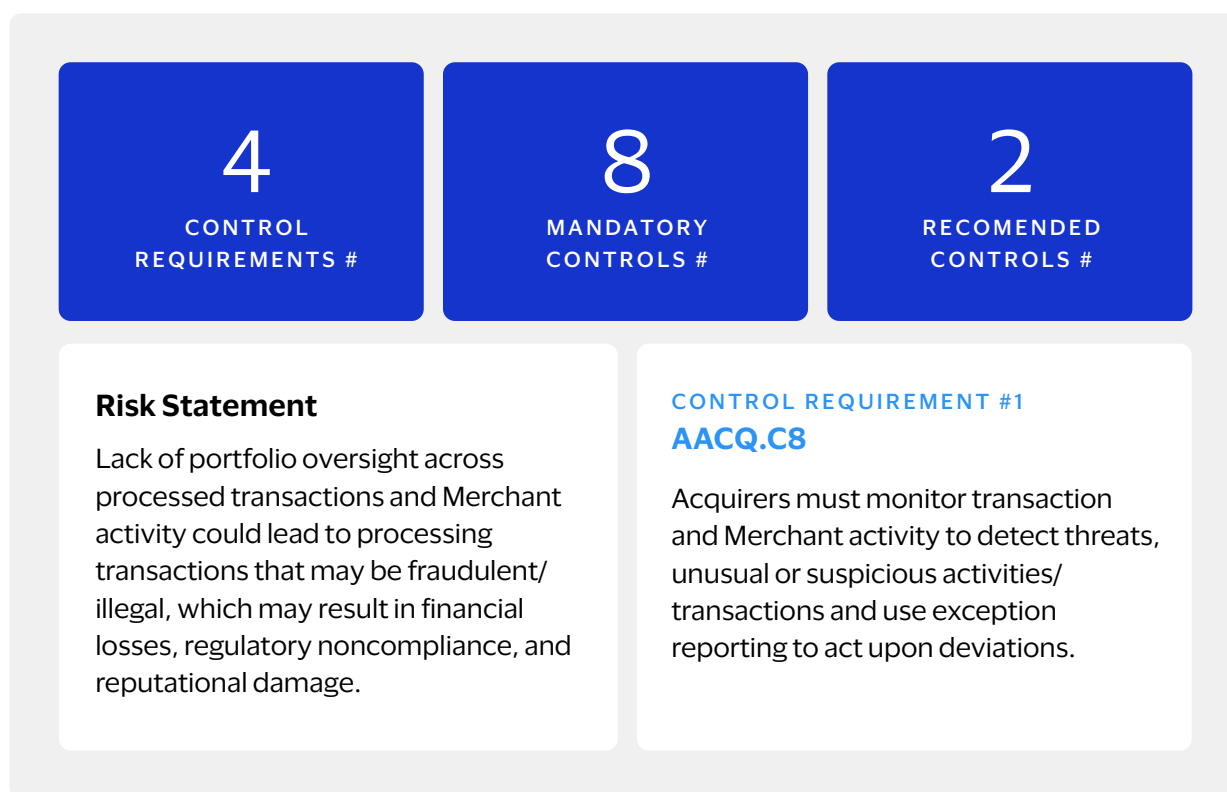 4
CONTROL
REQUIREMENTS #
8
MANDATORY
CONTROLS #
2
RECOMENDED
CONTROLS #
Risk Statement
Lack of portfolio oversight across
processed transactions and Merchant
activity could lead to processing
transactions that may be fraudulent/
illegal, which may result in financial
losses, regulatory noncompliance, and
reputational damage.
CONTROL REQUIREMENT #1
AACQ.C8
Acquirers must monitor transaction
and Merchant activity to detect threats,
unusual or suspicious activities/
transactions and use exception
reporting to act upon deviations.